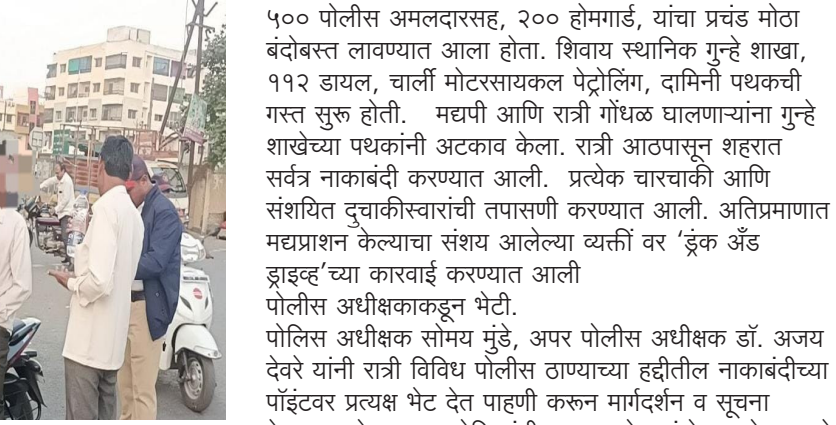 ५०० पोलीस अमलदारसह, २०० होमगार्ड, यांचा प्रचंड मोठा
बंदोबस्त लावण्यात आला होता. शिवाय स्थानिक गुन्हे शाखा,
११२ डायल, चार्ली मोटरसायकल पेट्रोलिंग, दामिनी पथकची
गस्त सुरू होती. मद्यपी आणि रात्री गोंधळ घालणाऱ्यांना गुन्हे
शाखेच्या पथकांनी अटकाव केला. रात्री आठपासून शहरात
सर्वत्र नाकाबंदी करण्यात आली. प्रत्येक चारचाकी आणि
संशयित दुचाकीस्वारांची तपासणी करण्यात आली. अतिप्रमाणात
मद्यप्राशन केल्याचा संशय आलेल्या व्यक्तीं वर ‘ड्रंक अँड
ड्राइव्ह’च्या कारवाई करण्यात आली
पोलीस अधीक्षकाकडून भेटी.
पोलिस अधीक्षक सोमय मुंडे, अपर पोलीस अधीक्षक डॉ. अजय
देवरे यांनी रात्री विविध पोलीस ठाण्याच्या हद्दीतील नाकाबंदीच्या
पॉइंटवर प्रत्यक्ष भेट देत पाहणी करून मार्गदर्शन व सूचना